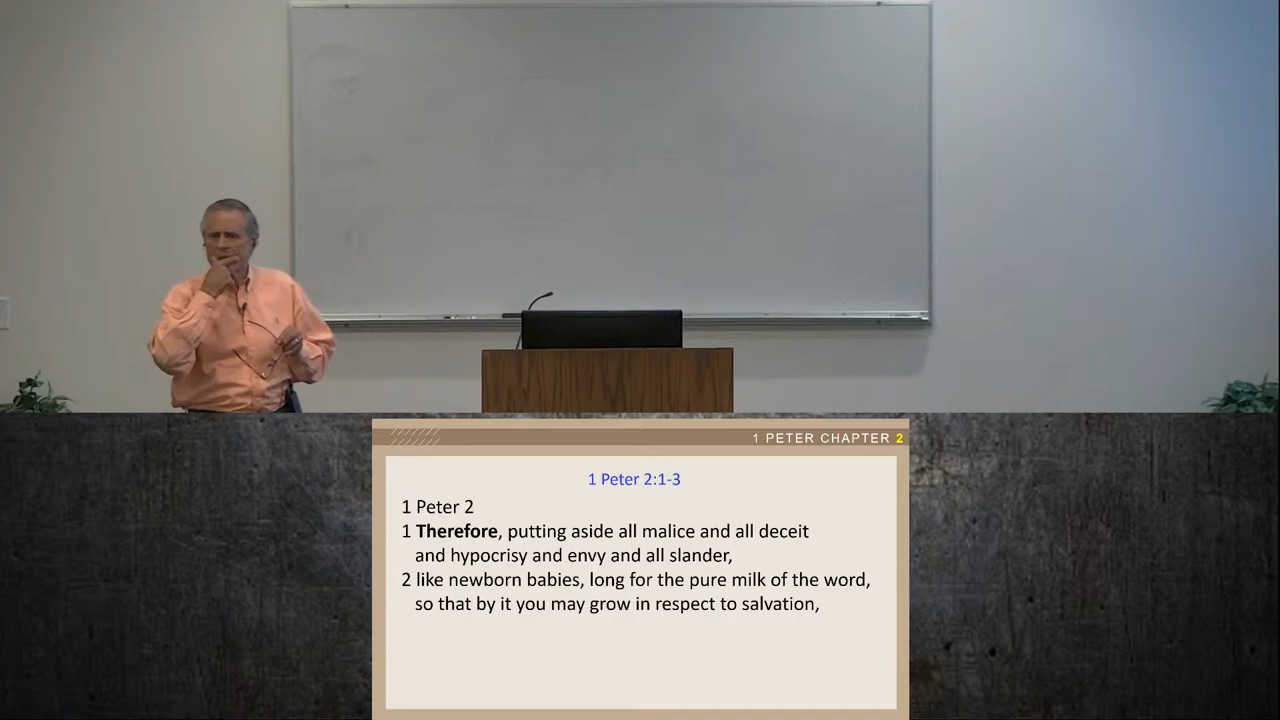 1 PETER CHAPTER 2
1 Peter 2:1-3
1 Peter 2
1 Therefore, putting aside all malice and all deceit
and hypocrisy and envy and all slander,
2 like newborn babies, long for the pure milk of the word,
so that by it you may grow in respect to salvation,